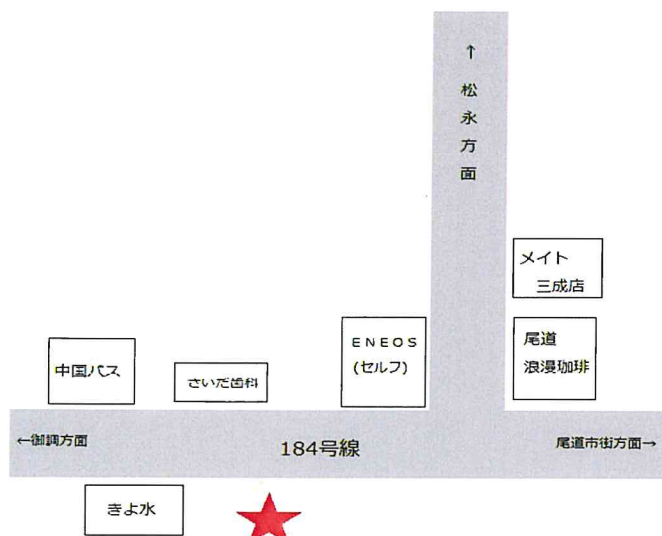 ↑
松永方面
メイト
三成店
ENEOS
(セルフ)
尾道
浪漫珈琲
中国バス
さいだ歯科
←御調方面
184号線
尾道市街方面→
きよ水